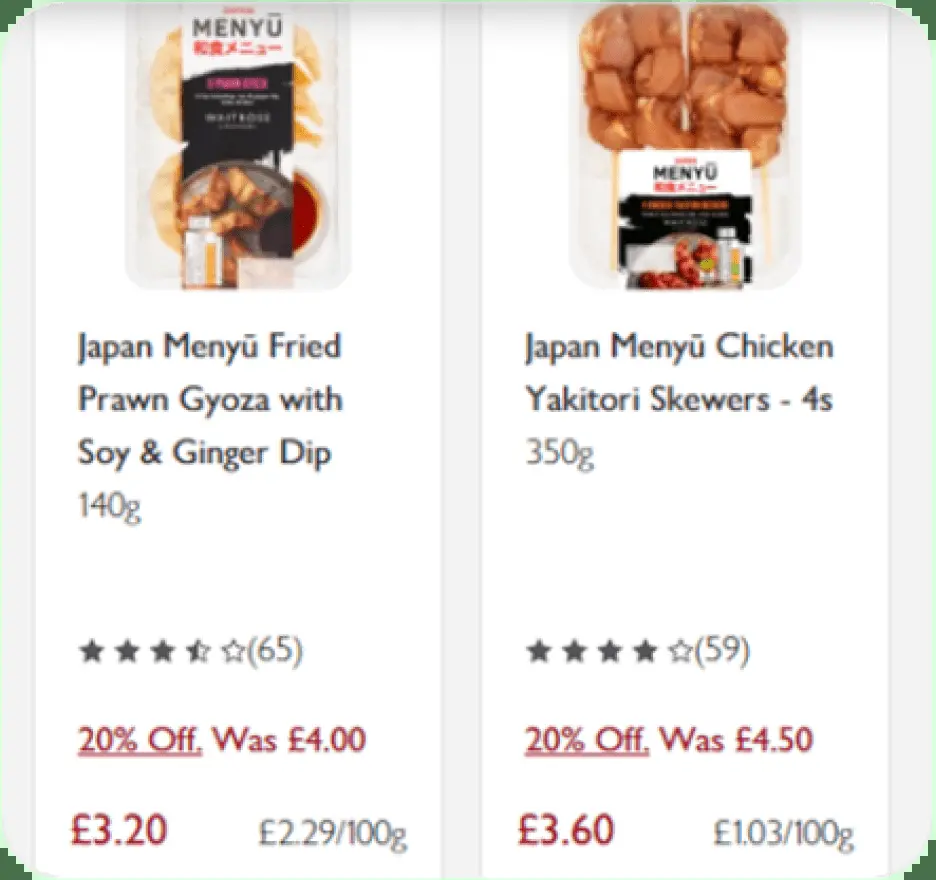 MENYŪ
和食メニュー
WAITROSE
MENYŪ
和食メニュー
Japan Menyū Fried
Prawn Gyoza with
Soy & Ginger Dip
140g
(65)
20% Off. Was £4.00
£3.20 £2.29/100g
Japan Menyū Chicken
Yakitori Skewers - 4s
350g
(59)
20% Off. Was £4.50
£3.60 £1.03/100g